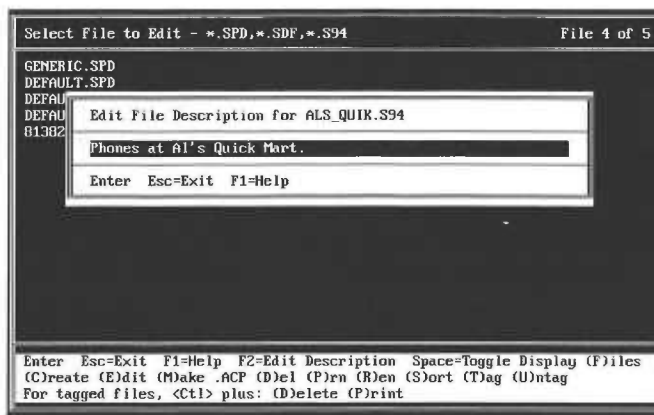 Select File to Edit - *.SPD,*.SDF,*.S94 File 4 of 5
GENERIC.SPD
DEFAULT.SPD
DEFAU
DEFAU
81382
Edit File Description for ALS_QUIK.S94
Phones at Al's Quick Mart.
Enter Esc=Exit F1=Help
Enter Esc=Exit F1=Help F2=Edit Description Space=Toggle Display (F)iles
(C)reate (E)dit (M)ake .ACP (D)el (P)rn (R)en (S)ort (T)ag (U)ntag
For tagged files, <Ctl> plus: (D)elete (P)rint